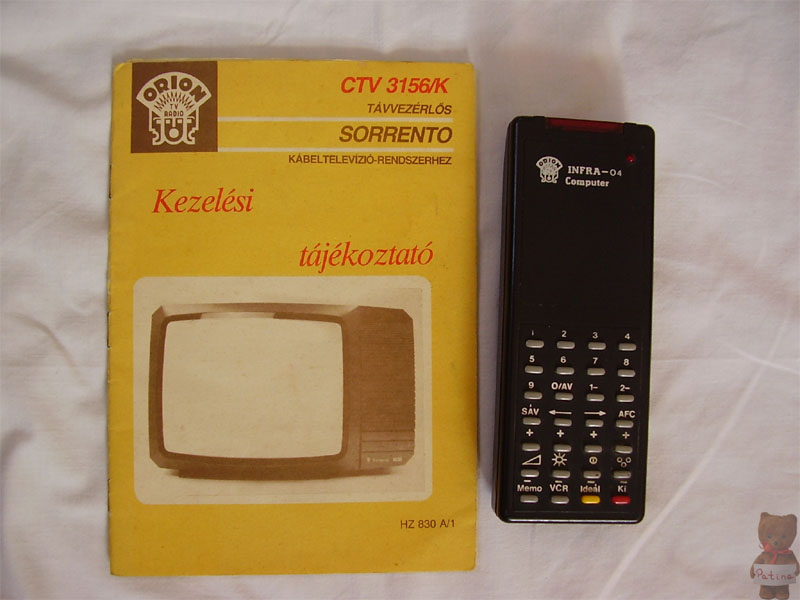 ORION
TV
RADIO
CTV 3156/K
TÁVVEZÉRLŐS
SORRENTO
KÁBELTELEVÍZIÓ-RENDSZERHEZ
Kezelési
tájékoztató
HZ 830 A/1
ORION
INFRA-04
Computer
1 2 3 4
5 6 7 8
9 O/AV 1- 2-
SÁV AFC
+ + + +
- - - -
Memo VCR Ideál Ki
Patina